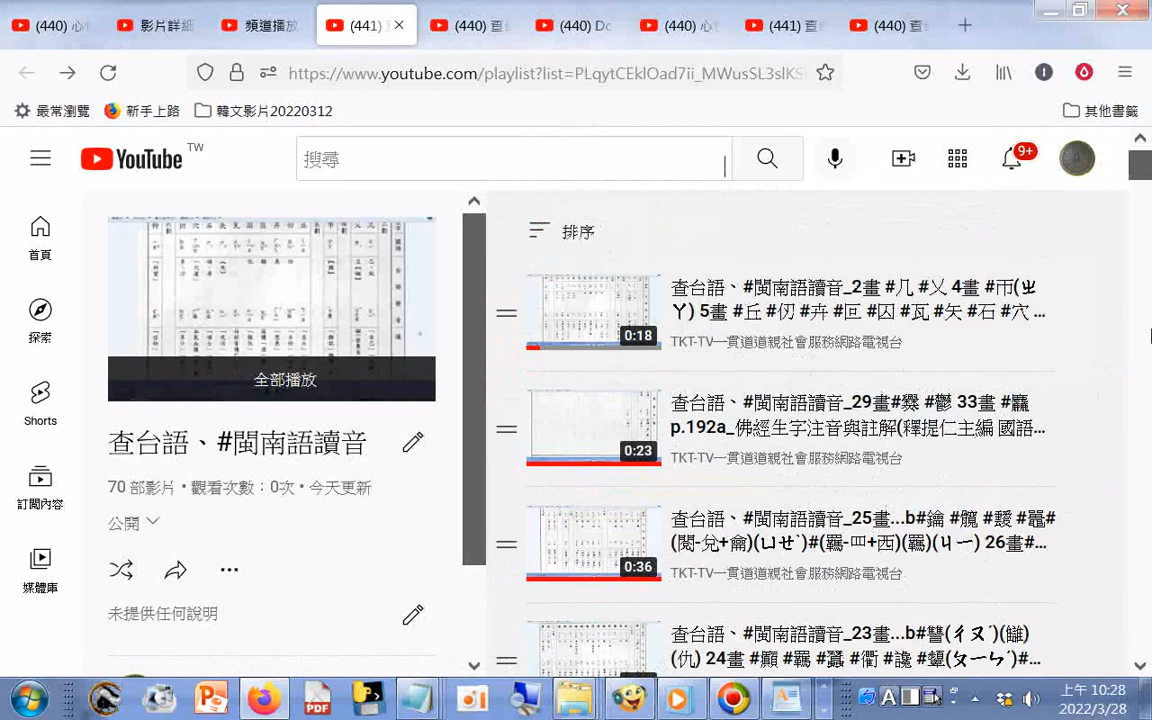 (440) 心
影片詳細
頻道播放
(441) 查
(440) 查
(440) Do
(440) 心
(441) 查
(440) 查
https://www.youtube.com/playlist?list=PLqytCEklOad7ii_MWusSL3slKS
最常瀏覽
新手上路
韓文影片20220312
其他書籤
YouTube TW
搜尋
9+
首頁
探索
Shorts
訂閱內容
媒體庫
全部播放
查台語、#閩南語讀音
70 部影片 • 觀看次數：0次 • 今天更新
公開
未提供任何說明
排序
查台語、#閩南語讀音_2畫 #几 #乂 4畫 #帀(ㄓ
ㄚ) 5畫 #丘 #仞 #卉 #叵 #囚 #瓦 #矢 #石 #穴 ...
0:18
TKT-TV一貫道道親社會服務網路電視台
查台語、#閩南語讀音_29畫#爨 #鬱 33畫 #麤
p.192a_佛經生字注音與註解(釋提仁主編 國語...
0:23
TKT-TV一貫道道親社會服務網路電視台
查台語、#閩南語讀音_25畫...b#鑰 #髖 #靉 #鼉#
(閱-兌+龠)(ㄩㄝˋ)#(羈-罒+西)(羈)(ㄐㄧ) 26畫#...
0:36
TKT-TV一貫道道親社會服務網路電視台
查台語、#閩南語讀音_23畫...b#讐(ㄔㄡˊ)(讎)
(仇) 24畫 #顰 #羈 #蠶 #衢 #讒
上午 10:28
2022/3/28